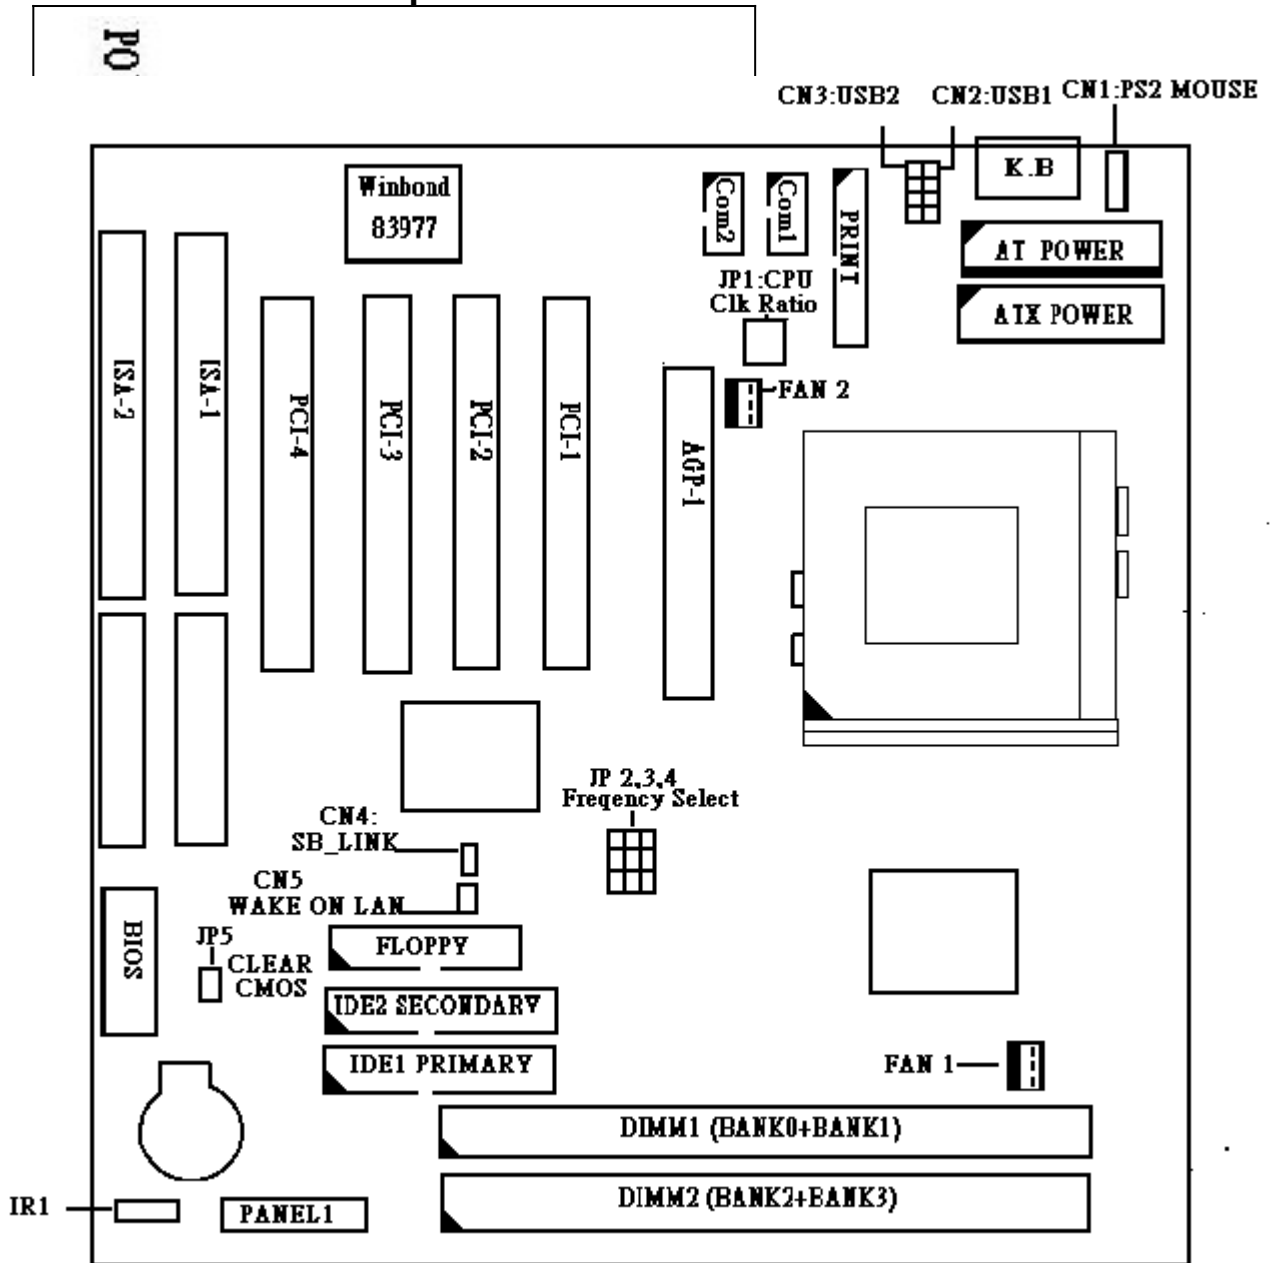 PO
CN3:USB2
CN2:USB1
CN1:PS2 MOUSE
K.B
Winbond
83977
Com2
Com1
PRINT
AT POWER
ATX POWER
JP1:CPU
Clk Ratio
FAN 2
ISA-2
ISA-1
PCI-4
PCI-3
PCI-2
PCI-1
AGP-1
JP 2,3,4
Freqency Select
CN4:
SB_LINK
CN5
WAKE ON LAN
BIOS
JP5
CLEAR
CMOS
FLOPPY
IDE2 SECONDARY
IDE1 PRIMARY
FAN 1
DIMM1 (BANK0+BANK1)
DIMM2 (BANK2+BANK3)
IR1
PANEL1